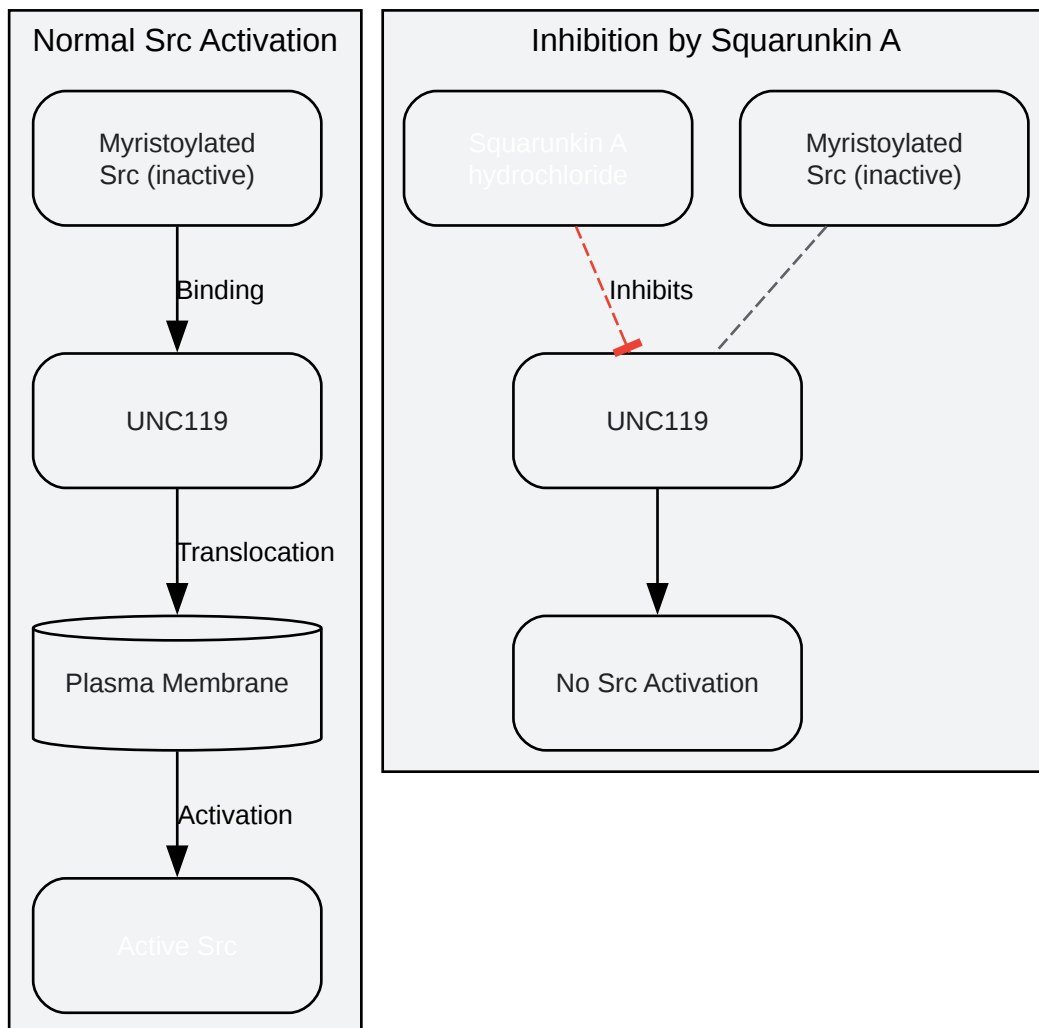 Normal Src Activation
Myristoylated
Src (inactive)
Binding
UNC119
Translocation
Plasma Membrane
Activation
Active Src
Inhibition by Squarunkin A
Squarunkin A
hydrochloride
Myristoylated
Src (inactive)
Inhibits
UNC119
No Src Activation